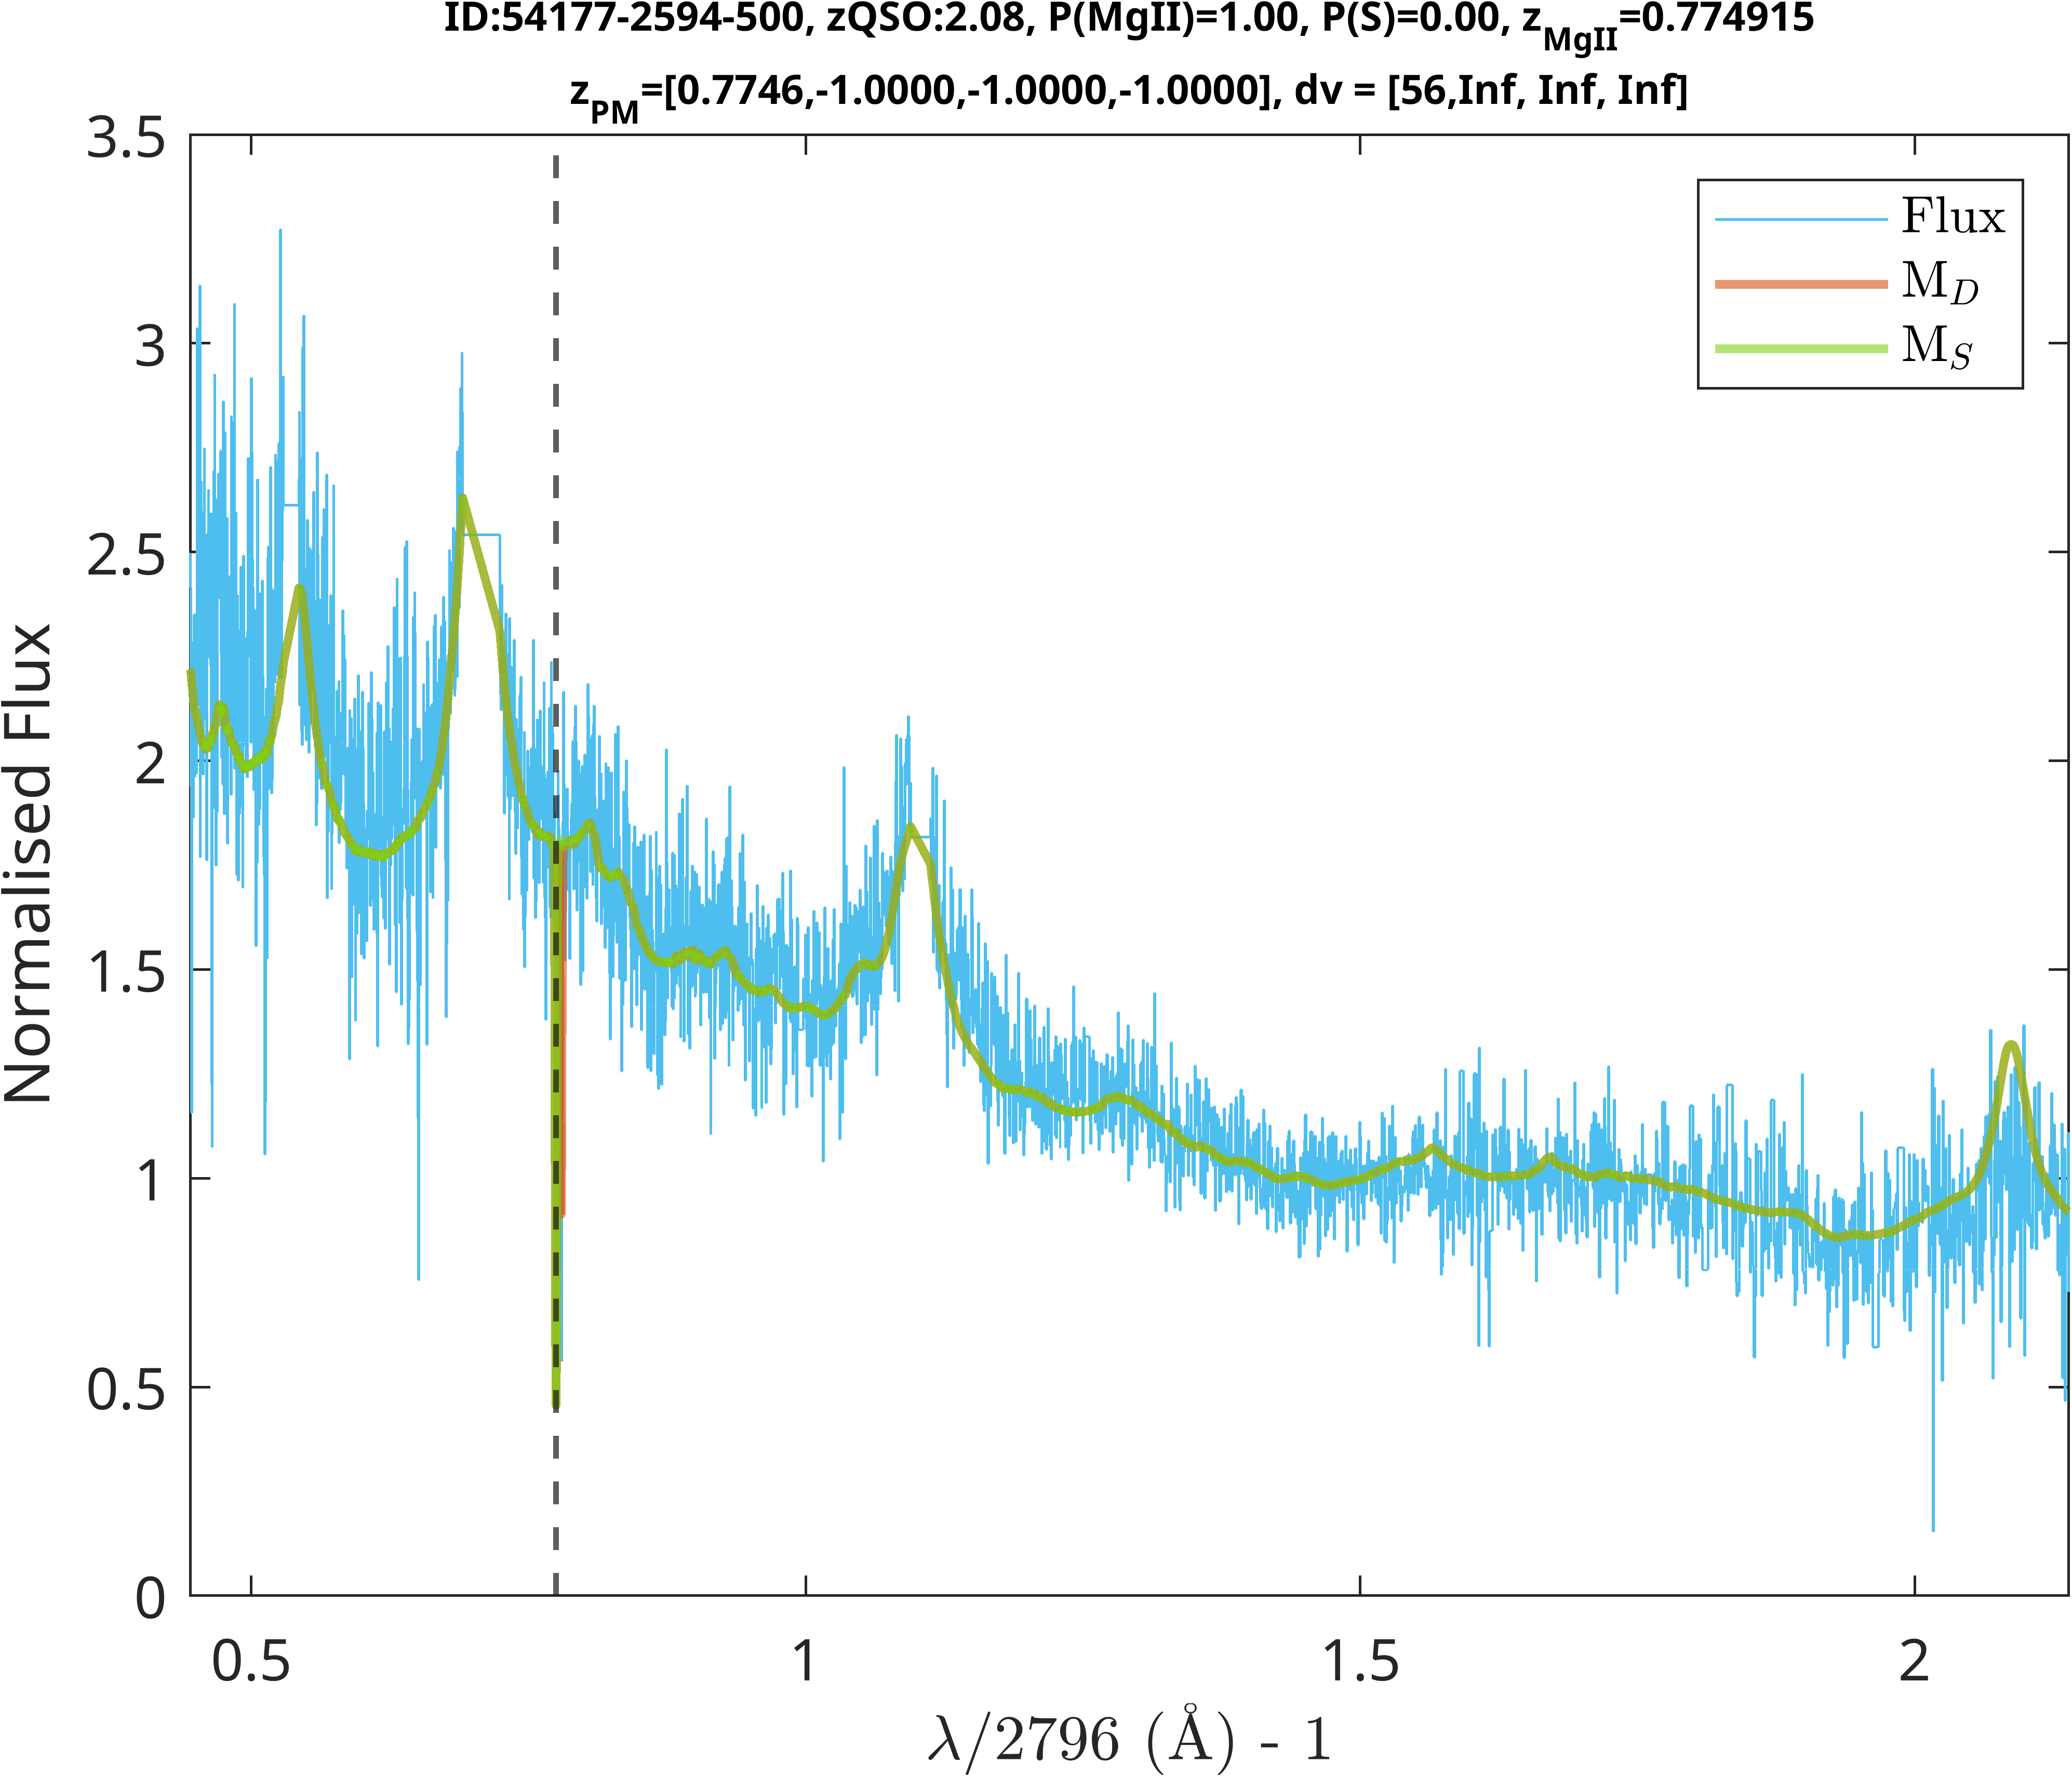 ID:54177-2594-500, zQSO:2.08, P(MgII)=1.00, P(S)=0.00, zMgII=0.774915
zPM=[0.7746,-1.0000,-1.0000,-1.0000], dv = [56,Inf, Inf, Inf]
3.5
3
2.5
2
1.5
1
0.5
0
Normalised Flux
Flux
MD
MS
0.5
1
1.5
2
λ/2796 (Å) - 1